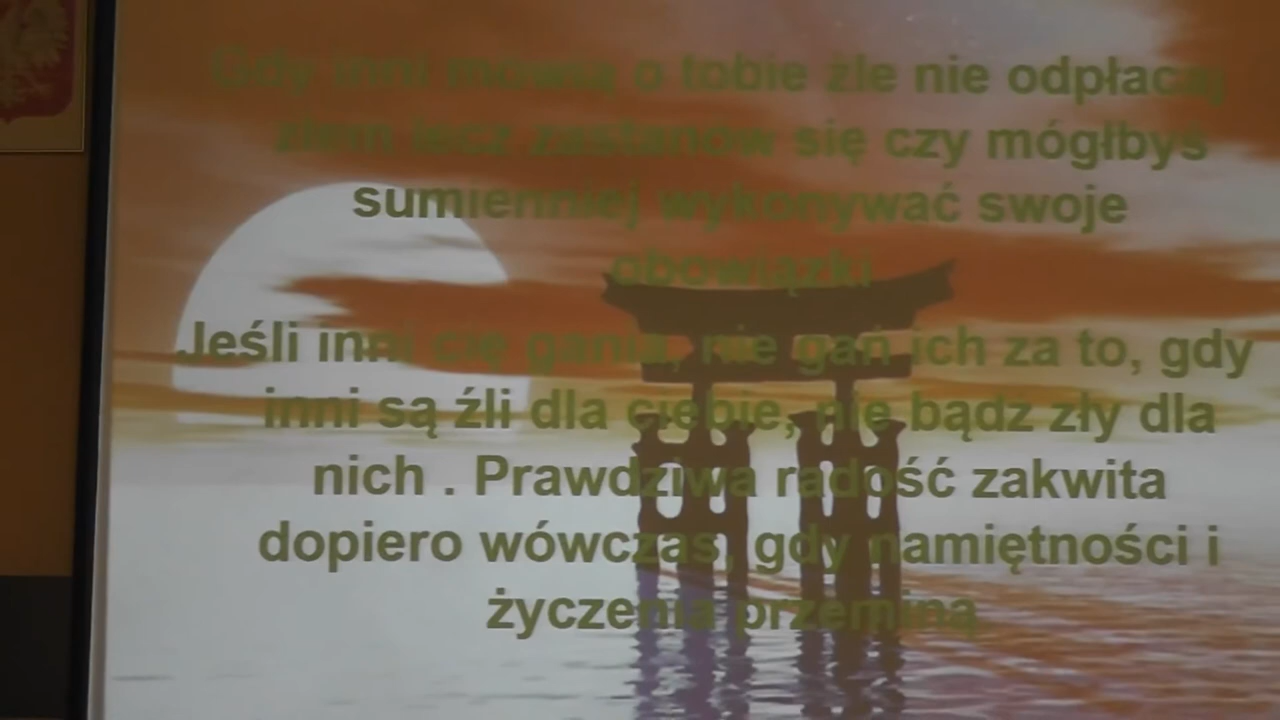 Gdy inni mówią o tobie źle nie odpłacaj
złem lecz zastanów się czy mógłbyś
sumienniej wykonywać swoje
obowiązki
Jeśli inni cię ganią, nie gań ich za to, gdy
inni są źli dla ciebie, nie bądz zły dla
nich . Prawdziwa radość zakwita
dopiero wówczas, gdy namiętności i
życzenia przeminą.